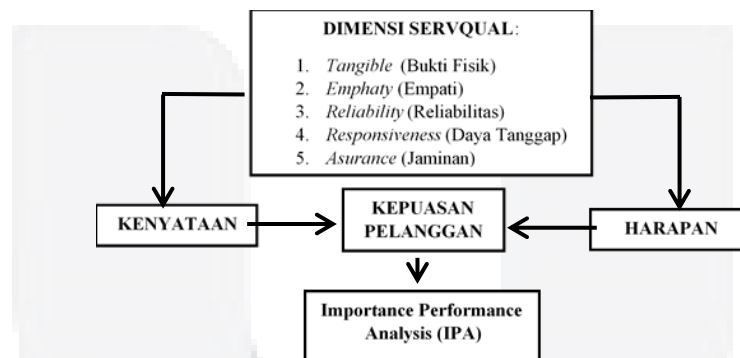 DIMENSI SERVQUAL:
1. Tangible (Bukti Fisik)
2. Emphaty (Empati)
3. Reliability (Reliabilitas)
4. Responsiveness (Daya Tanggap)
5. Asurance (Jaminan)
KENYATAAN
KEPUASAN
PELANGGAN
HARAPAN
Importance Performance
Analysis (IPA)